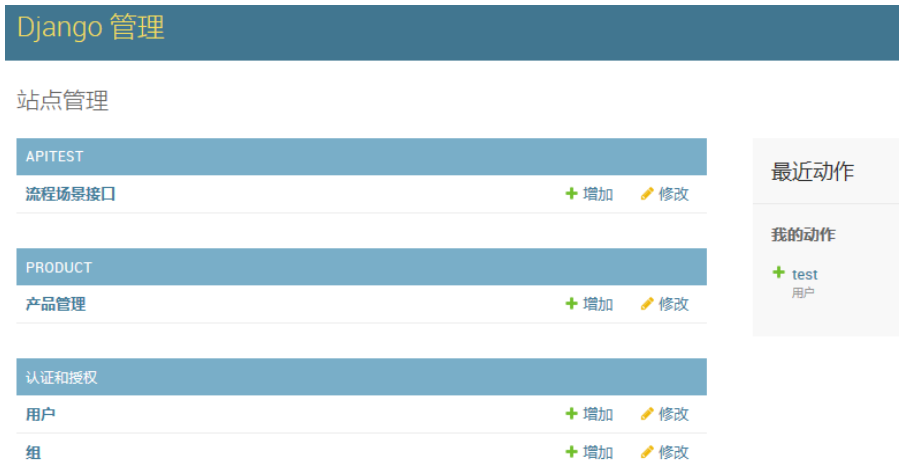 Django 管理
站点管理
APITEST
流程场景接口 增加 修改
PRODUCT
产品管理 增加 修改
认证和授权
用户 增加 修改
组 增加 修改
最近动作
我的动作
test
用户